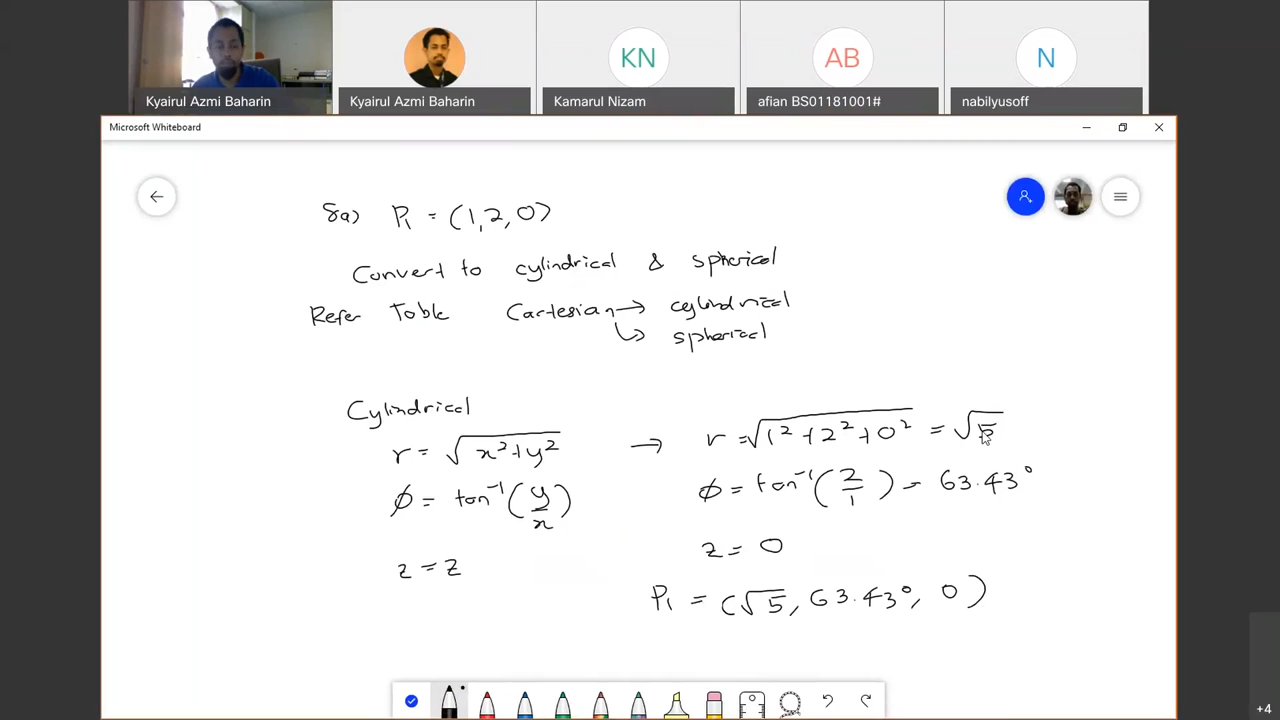 Kyairul Azmi Baharin
Kyairul Azmi Baharin
KN
Kamarul Nizam
AB
afian BS01181001#
N
nabilyusoff
Microsoft Whiteboard
8a) P₁ = (1,2,0)
Convert to cylindrical & spherical
Refer Table Cartesian → cylindrical
↳ spherical
Cylindrical
r = √(x²+y²) → r = √(1²+2²+0²) = √5
ϕ = tan⁻¹(y/x) ϕ = tan⁻¹(2/1) = 63.43°
z = z z = 0
P₁ = (√5, 63.43°, 0)
+4